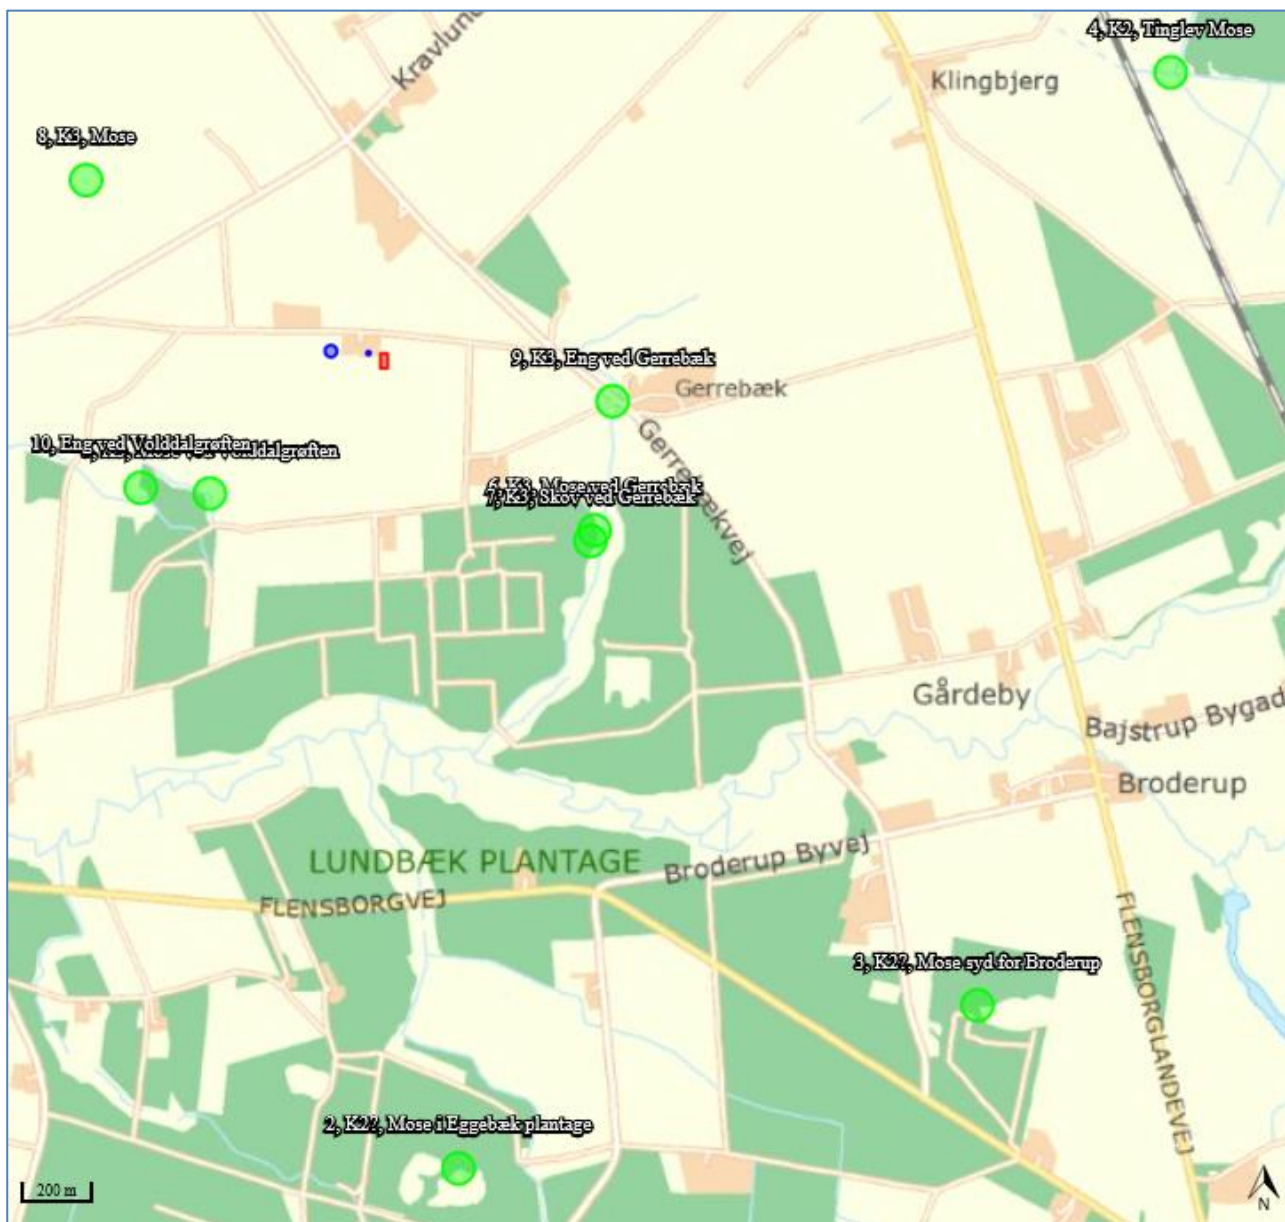 4, K2, Tinglev Mose
Kravlund
Klingbjerg
8, K3, Mose
9, K3, Eng ved Gerrebæk
Gerrebæk
10, Eng ved Volddalgrøften
Volddalgrøften
6, K3, Mose ved Gerrebæk
7, K3, Skov ved Gerrebæk
Gerrebækvej
Gårdeby
Bajstrup Bygad
Broderup
LUNDBÆK PLANTAGE
Broderup Byvej
FLENSBORGVEJ
FLENSBORGLANDEVEJ
3, K2?, Mose syd for Broderup
2, K2?, Mose i Eggebæk plantage
200 m
N